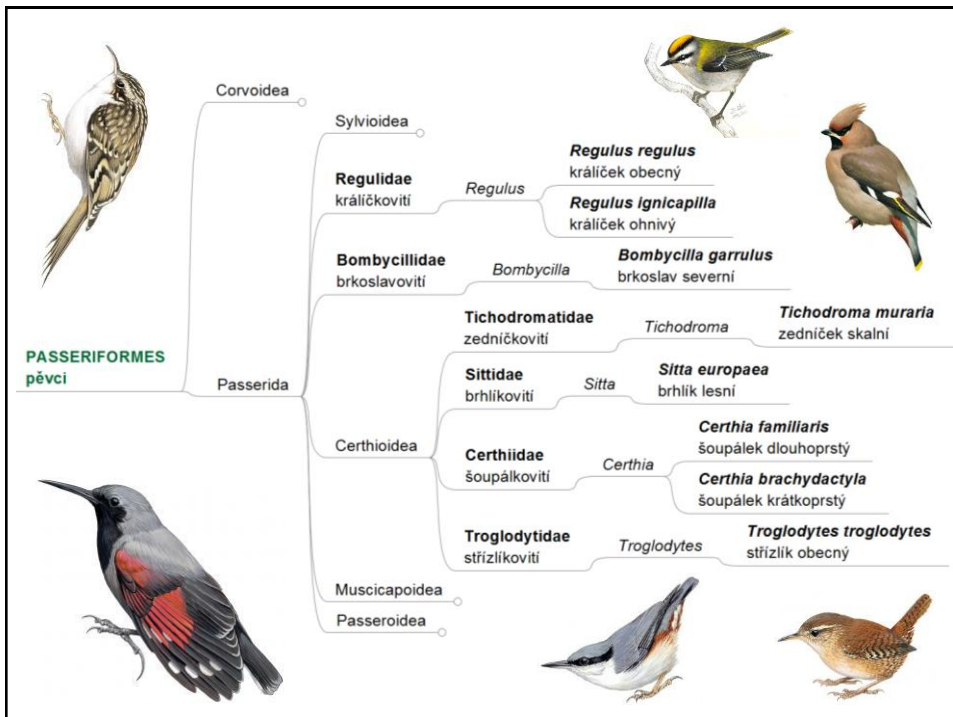 Corvoidea
Sylvioidea
Regulidae
králíčkovití
Regulus
Regulus regulus
králíček obecný
Regulus ignicapilla
králíček ohnivý
Bombycillidae
brkoslavovití
Bombycilla
Bombycilla garrulus
brkoslav severní
PASSERIFORMES
pěvci
Passerida
Tichodromatidae
zedníčkovití
Tichodroma
Tichodroma muraria
zedníček skalní
Sittidae
brhlíkovití
Sitta
Sitta europaea
brhlík lesní
Certhioidea
Certhiidae
šoupálkovití
Certhia
Certhia familiaris
šoupálek dlouhoprstý
Certhia brachydactyla
šoupálek krátkoprstý
Troglodytidae
střízlíkovití
Troglodytes
Troglodytes troglodytes
střízlík obecný
Muscicapoidea
Passeroidea